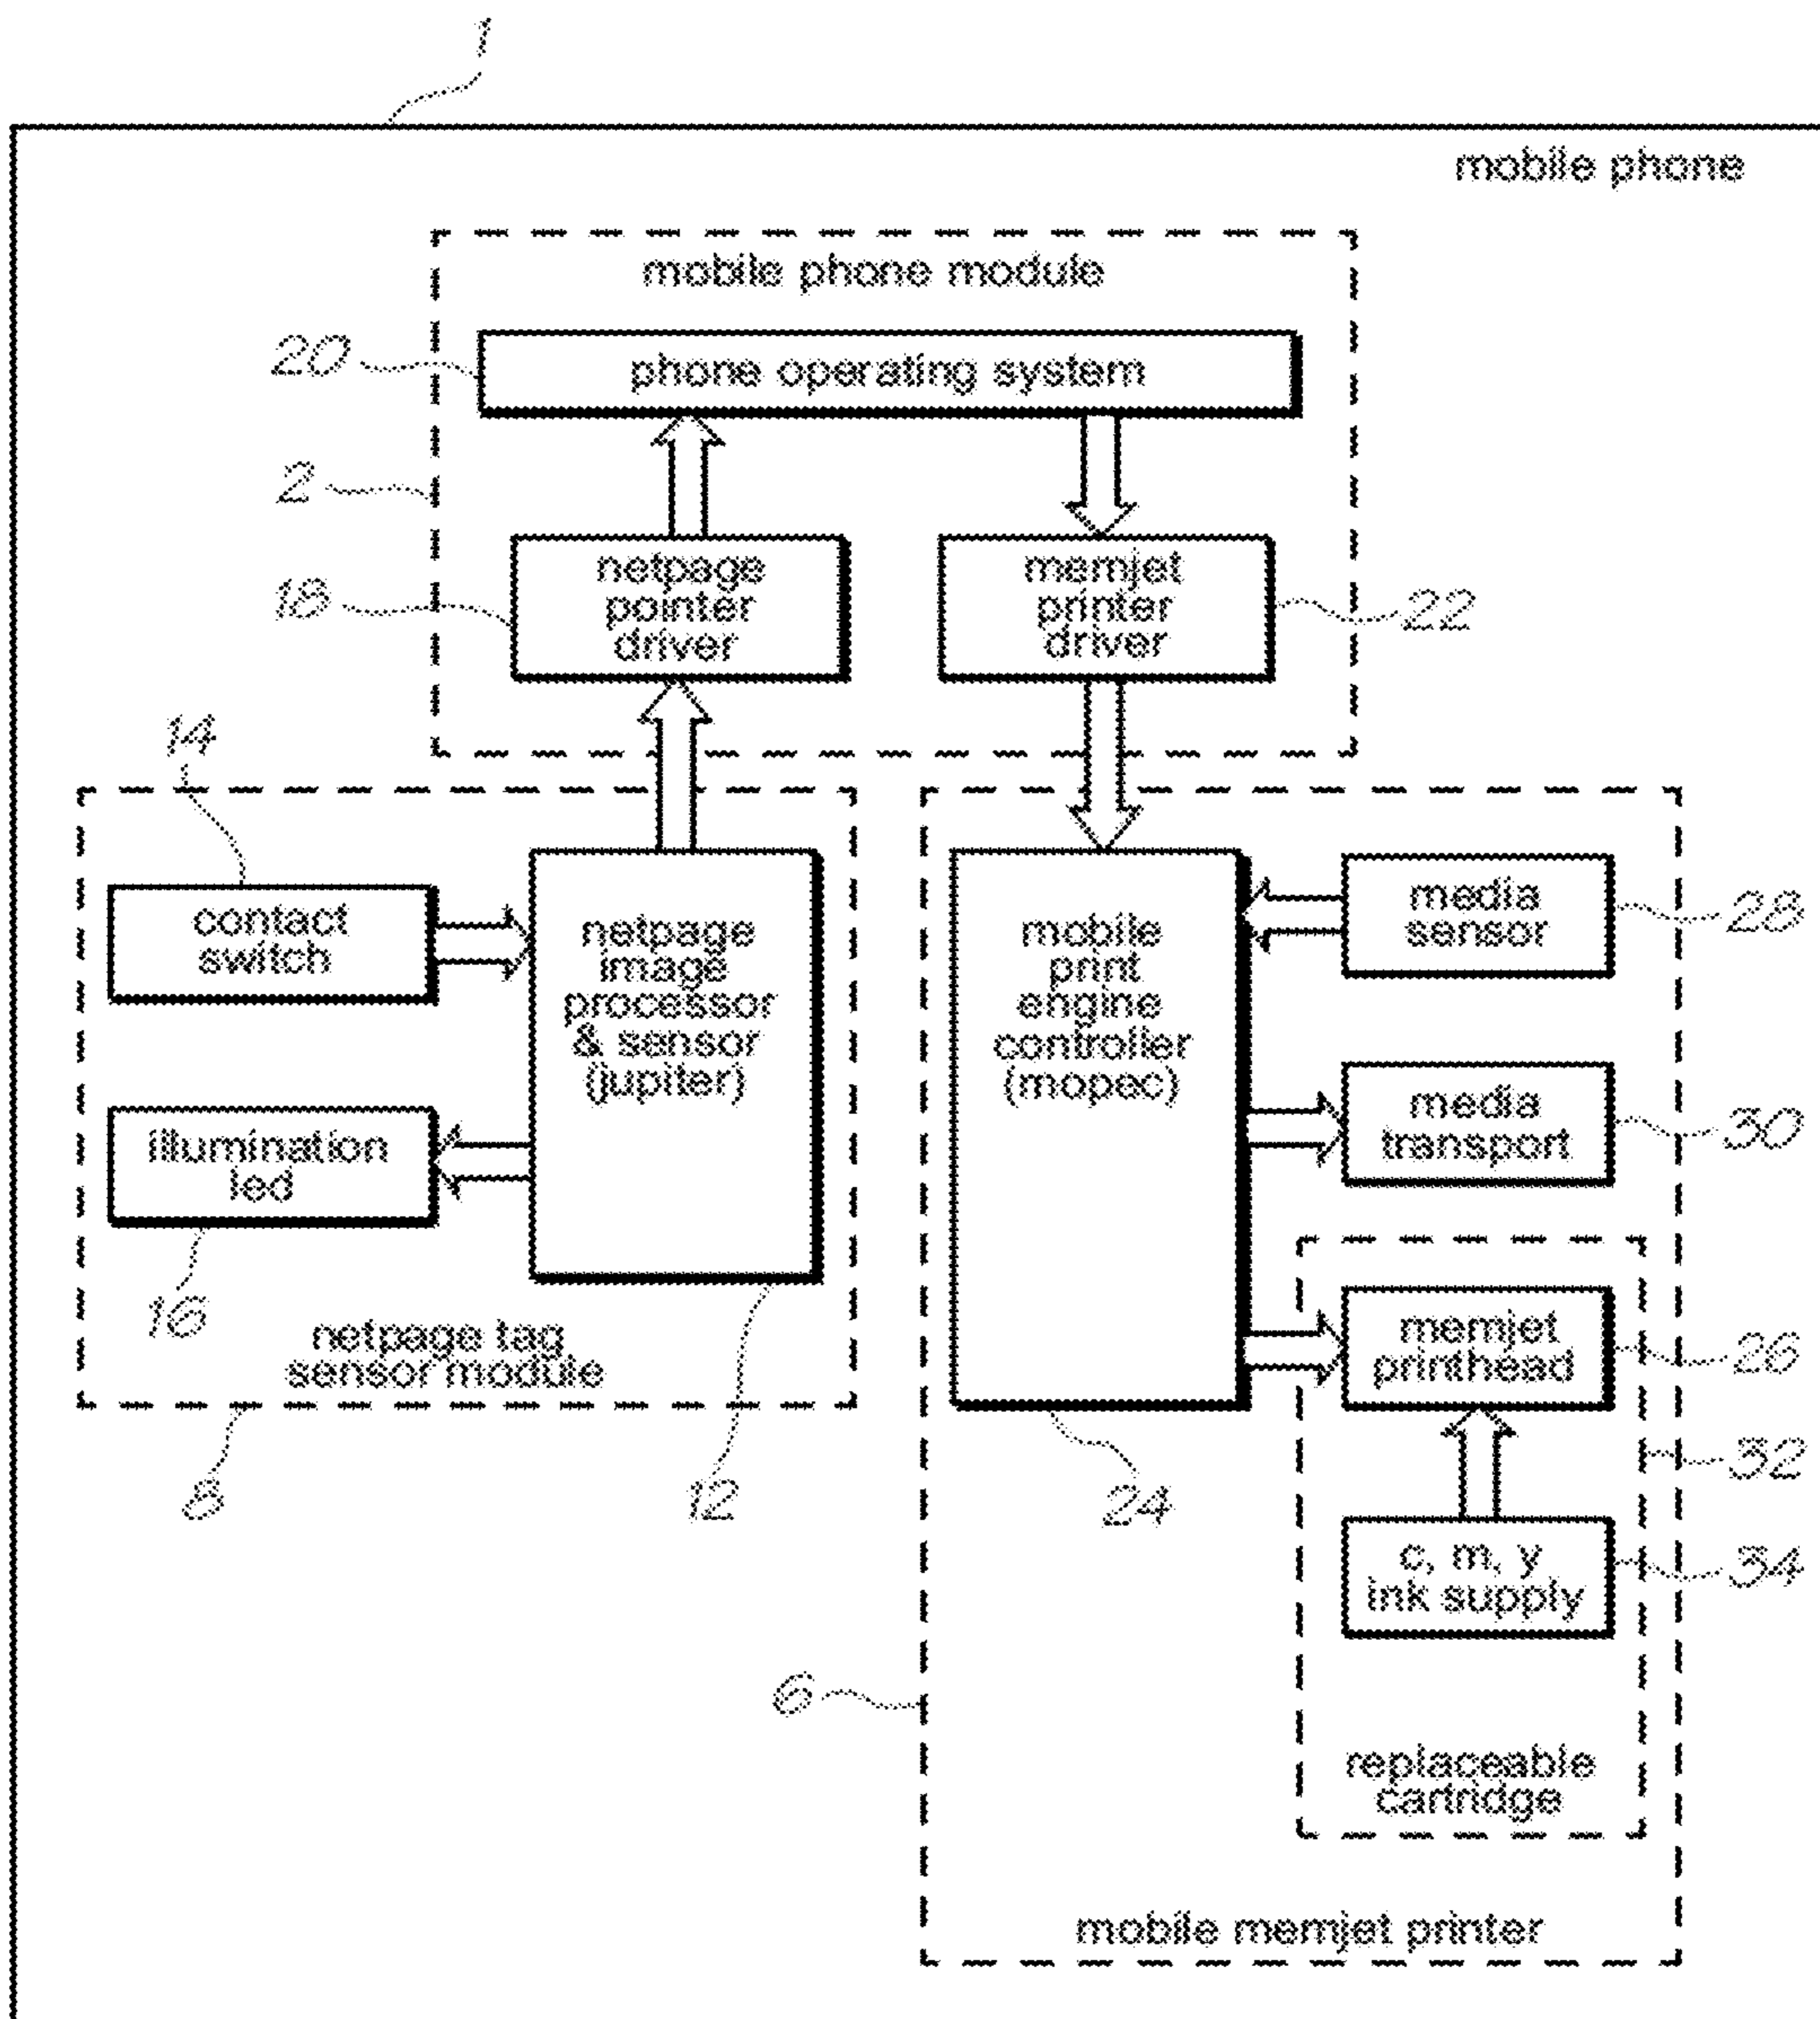 1
mobile phone
mobile phone module
20
phone operating system
2
18
netpage
pointer
driver
memjet
printer
driver
22
14
contact
switch
netpage
image
processor
& sensor
(jupiter)
mobile
print
engine
controller
(mopec)
media
sensor
28
illumination
led
media
transport
30
16
netpage tag
sensor module
memjet
printhead
26
8
12
24
32
c, m, y
ink supply
34
6
replaceable
cartridge
mobile memjet printer